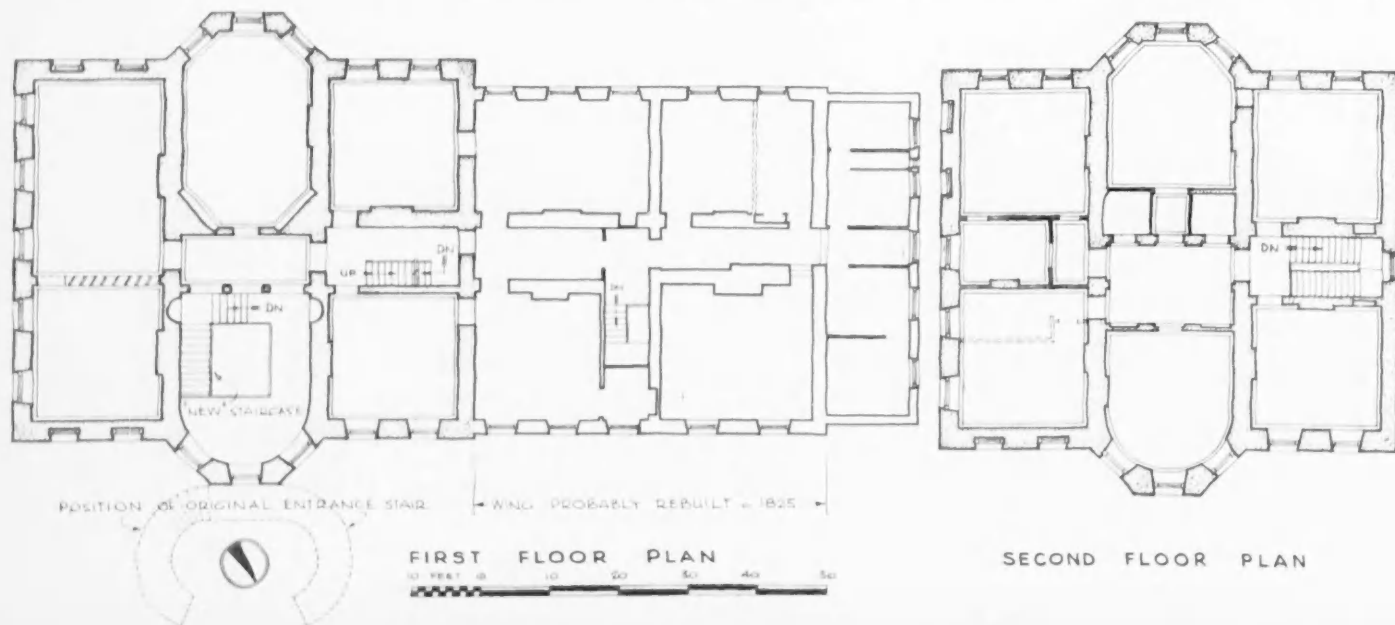 DN
UP
DN
DN
DN
"NEW" STAIRCASE
POSITION OF ORIGINAL ENTRANCE STAIR
WING PROBABLY REBUILT c. 1825
FIRST FLOOR PLAN
10 FEET 0 10 20 30 40 50
SECOND FLOOR PLAN